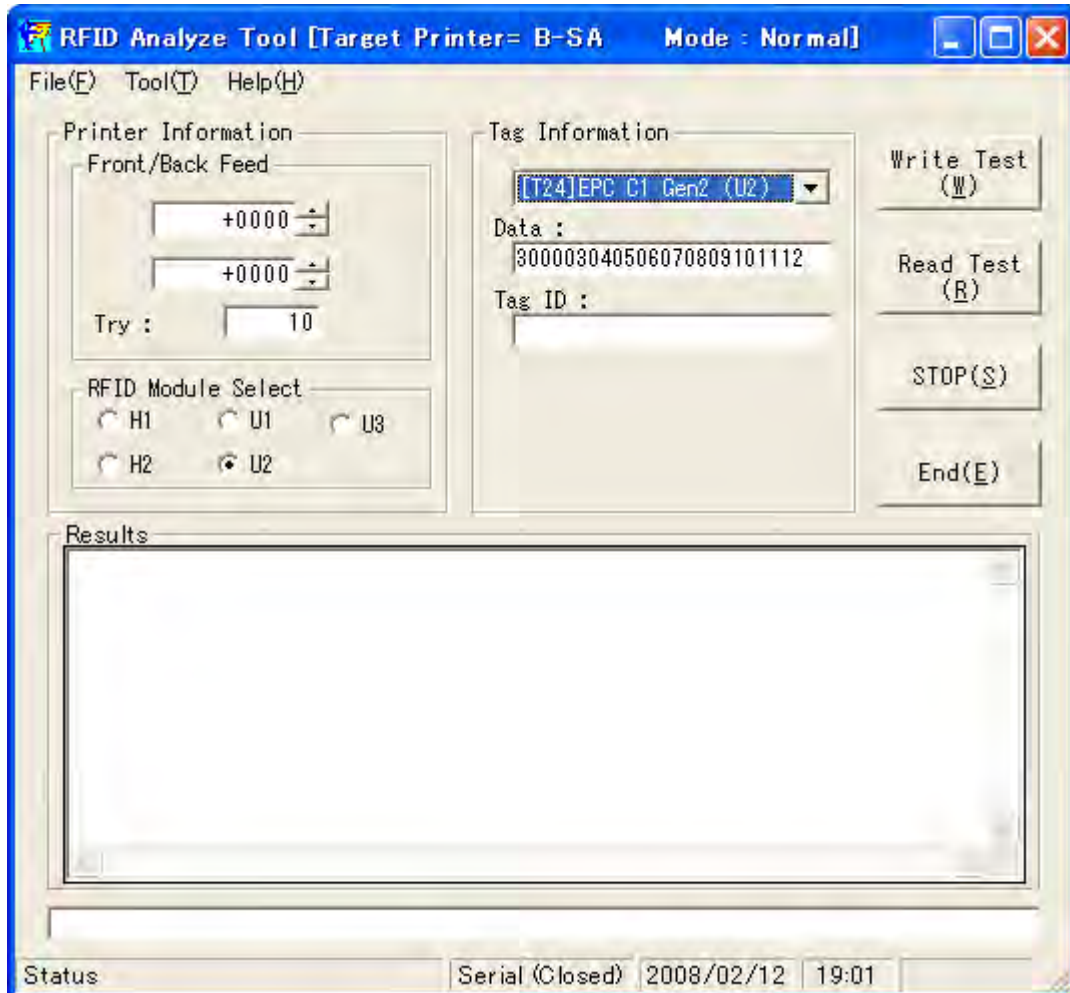 RFID Analyze Tool [Target Printer= B-SA Mode : Normal]
File(F) Tool(T) Help(H)
Printer Information
Front/Back Feed
+0000
+0000
Try : 10
RFID Module Select
H1 U1 U3
H2 U2
Tag Information
[T24]EPC C1 Gen2 (U2)
Data :
300003040506070809101112
Tag ID :
Write Test
(W)
Read Test
(R)
STOP(S)
End(E)
Results
Status Serial (Closed) 2008/02/12 19:01